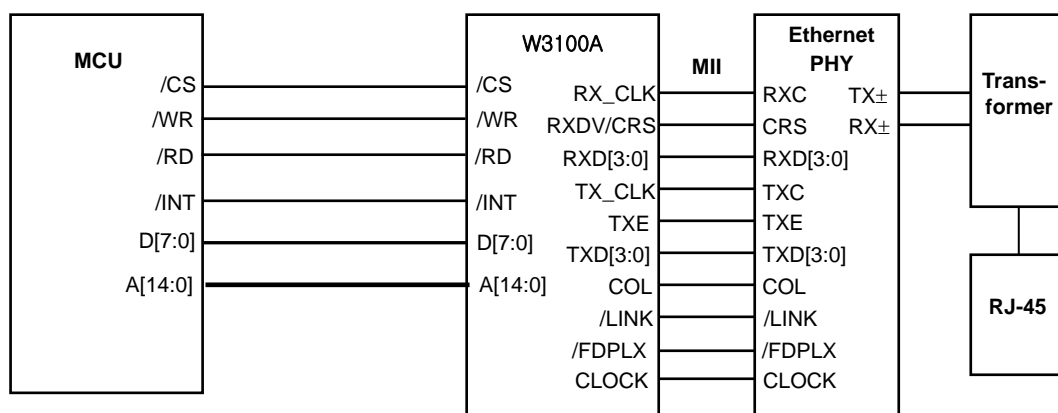 MCU
/CS
/WR
/RD
/INT
D[7:0]
A[14:0]
W3100A
/CS
/WR
/RD
/INT
D[7:0]
A[14:0]
RX_CLK
RXDV/CRS
RXD[3:0]
TX_CLK
TXE
TXD[3:0]
COL
/LINK
/FDPLX
CLOCK
MII
Ethernet
PHY
RXC
CRS
RXD[3:0]
TXC
TXE
TXD[3:0]
COL
/LINK
/FDPLX
CLOCK
TX±
RX±
Trans-
former
RJ-45